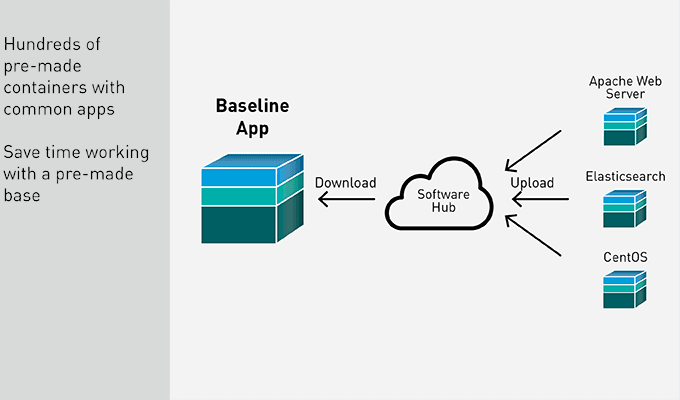 Hundreds of
pre-made
containers with
common apps
Save time working
with a pre-made
base
Baseline
App
Download
Software
Hub
Upload
Apache Web
Server
Elasticsearch
CentOS